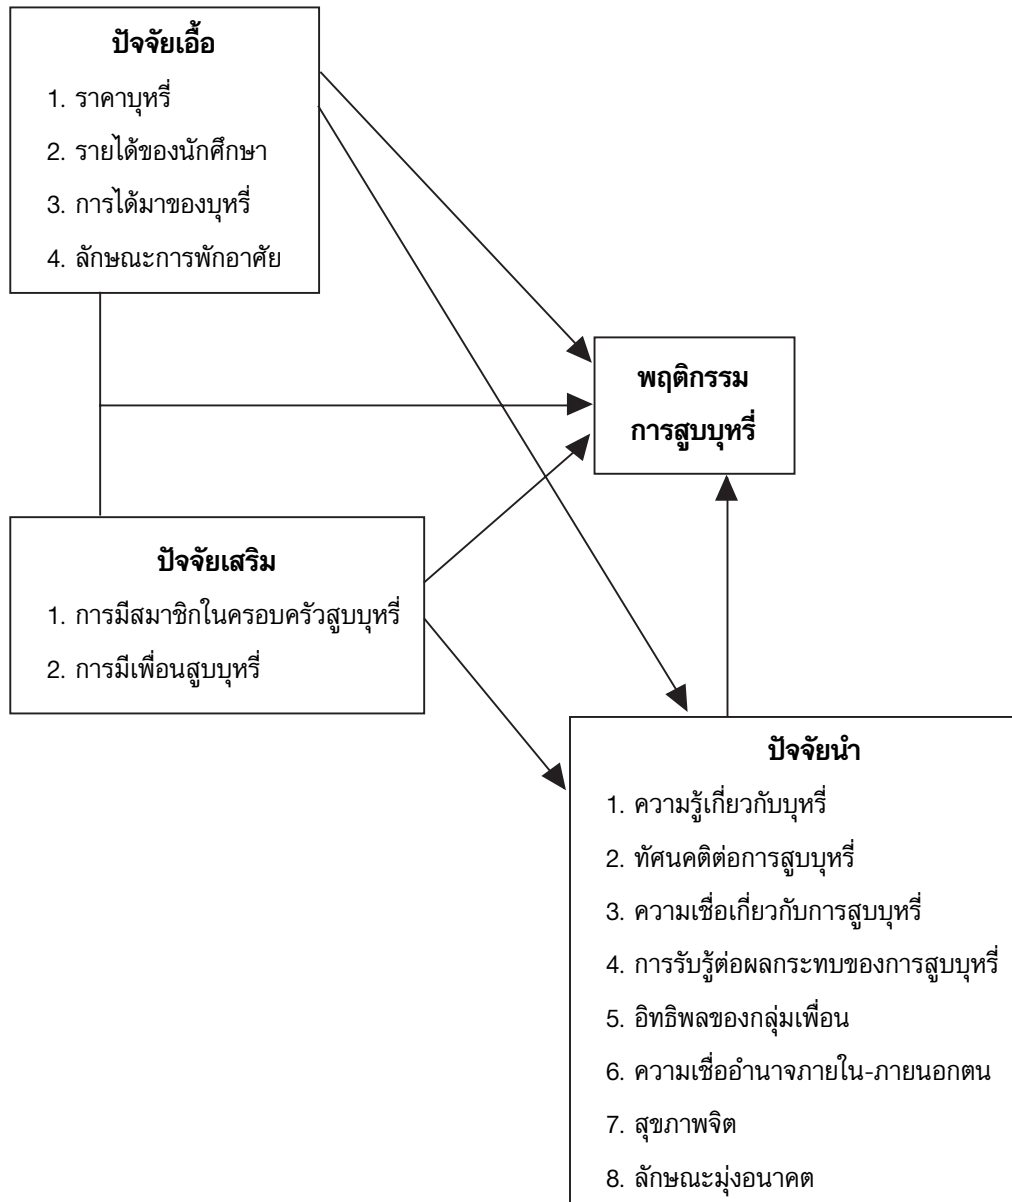 ปัจจัยเอื้อ
1. ราคาบุหรี่
2. รายได้ของนักศึกษา
3. การได้มาของบุหรี่
4. ลักษณะการพักอาศัย
พฤติกรรม
การสูบบุหรี่
ปัจจัยเสริม
1. การมีสมาชิกในครอบครัวสูบบุหรี่
2. การมีเพื่อนสูบบุหรี่
ปัจจัยนำ
1. ความรู้เกี่ยวกับบุหรี่
2. ทัศนคติต่อการสูบบุหรี่
3. ความเชื่อเกี่ยวกับการสูบบุหรี่
4. การรับรู้ต่อผลกระทบของการสูบบุหรี่
5. อิทธิพลของกลุ่มเพื่อน
6. ความเชื่ออำนาจภายใน-ภายนอกตน
7. สุขภาพจิต
8. ลักษณะมุ่งอนาคต